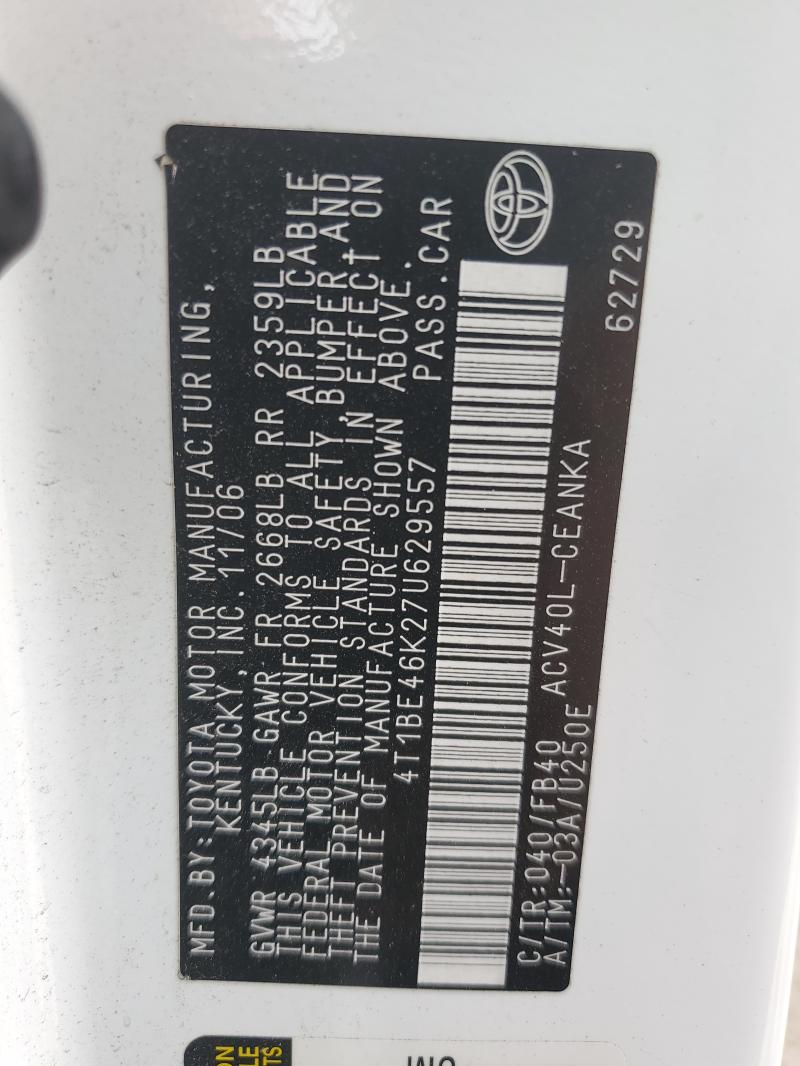 MFD.BY:TOYOTA MOTOR MANUFACTURING,
KENTUCKY,INC.11/06
GVWR 4345LB GAWR FR 2668LB RR 2359LB
THIS VEHICLE CONFORMS TO ALL APPLICABLE
FEDERAL MOTOR VEHICLE SAFETY,BUMPER,AND
THEFT PREVENTION STANDARDS IN EFFECT ON
THE DATE OF MANUFACTURE SHOWN ABOVE.
4T1BE46K27U629557 PASS.CAR
C/TR:040/FB40 ACV40L-CEANKA 62729
A/TM:-03A/U250E